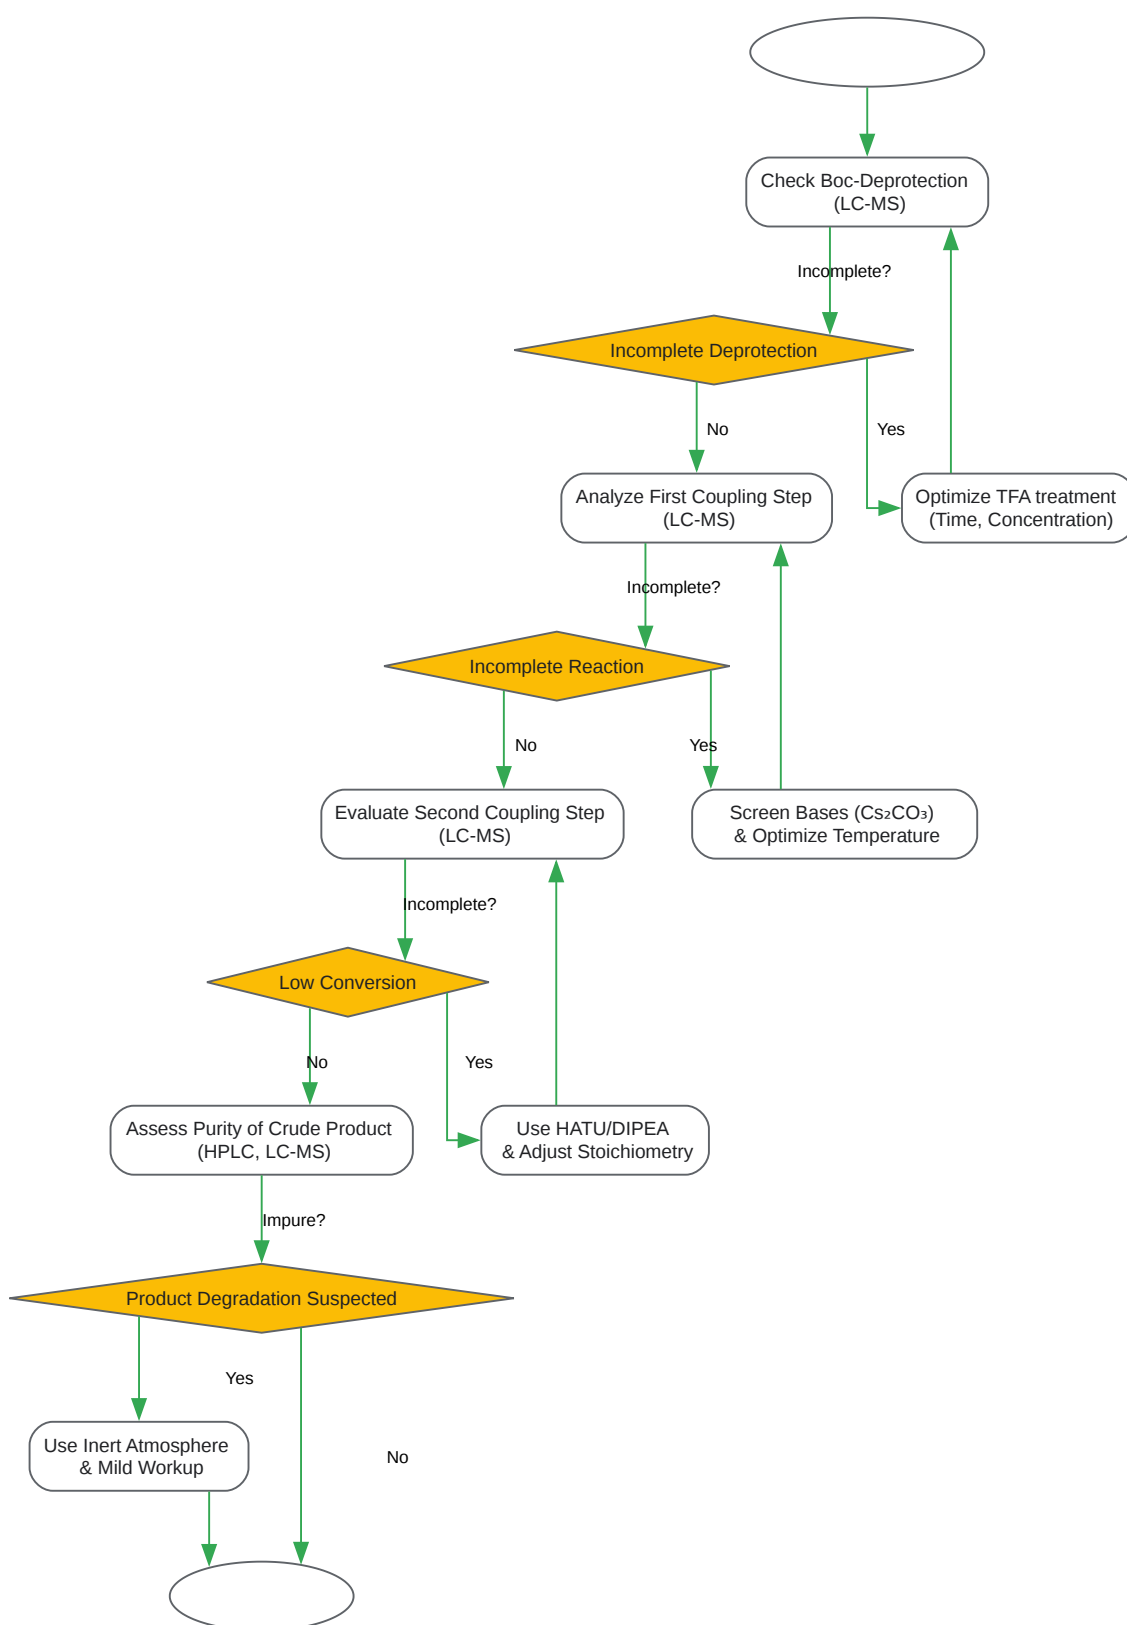 Check Boc-Deprotection
(LC-MS)
Incomplete?
Incomplete Deprotection
No
Yes
Analyze First Coupling Step
(LC-MS)
Optimize TFA treatment
(Time, Concentration)
Incomplete?
Incomplete Reaction
No
Yes
Evaluate Second Coupling Step
(LC-MS)
Screen Bases (Cs₂CO₃)
& Optimize Temperature
Incomplete?
Low Conversion
No
Yes
Assess Purity of Crude Product
(HPLC, LC-MS)
Use HATU/DIPEA
& Adjust Stoichiometry
Impure?
Product Degradation Suspected
Yes
Use Inert Atmosphere
& Mild Workup
No